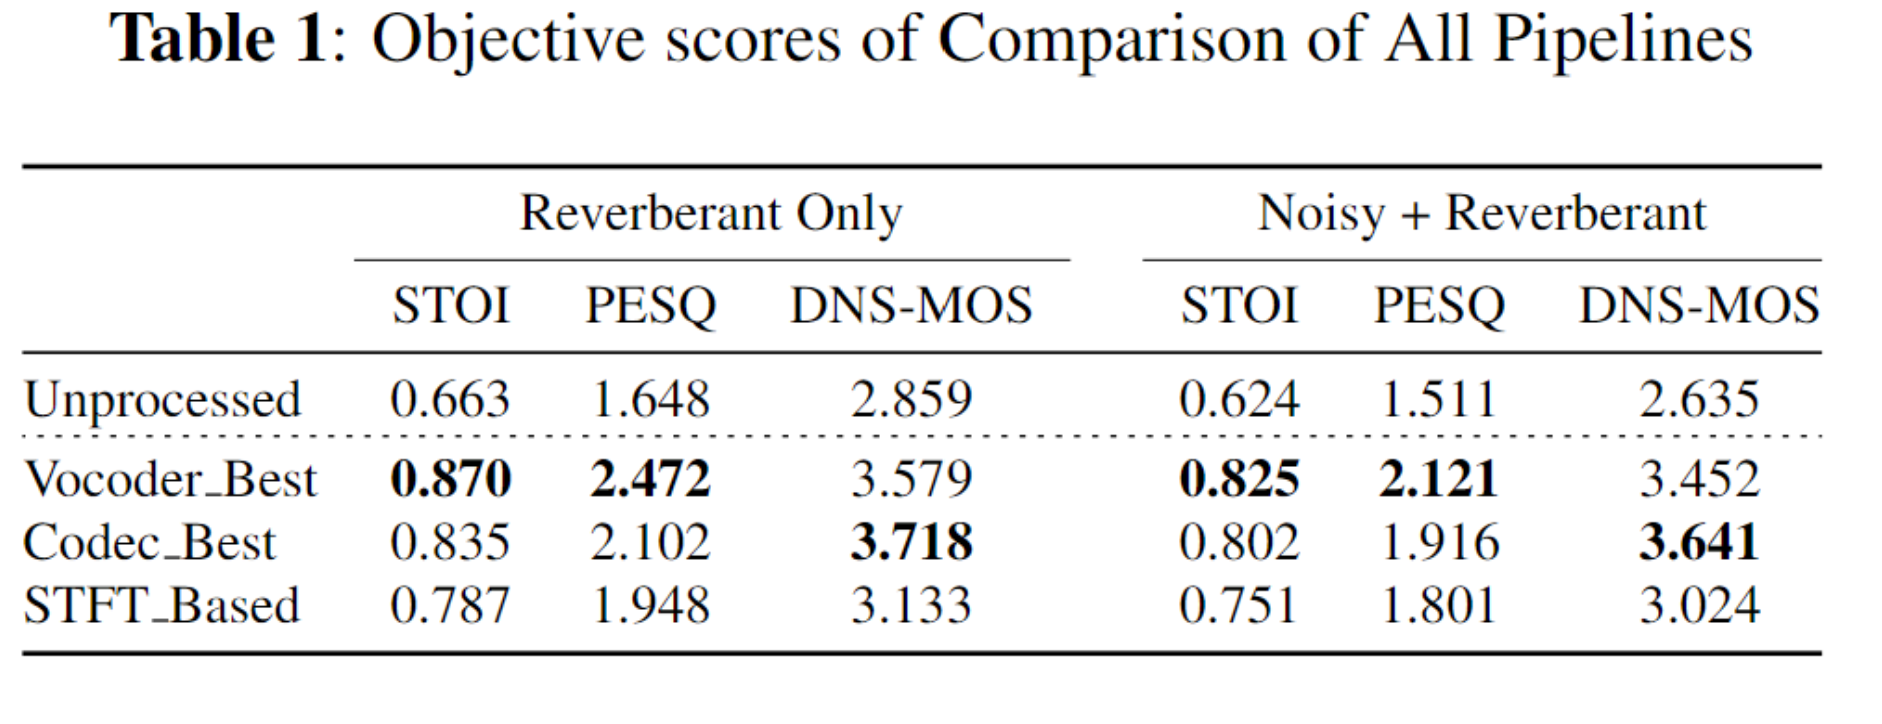 Table 1: Objective scores of Comparison of All Pipelines
Reverberant Only Noisy + Reverberant
STOI PESQ DNS-MOS STOI PESQ DNS-MOS
Unprocessed 0.663 1.648 2.859 0.624 1.511 2.635
Vocoder_Best 0.870 2.472 3.579 0.825 2.121 3.452
Codec_Best 0.835 2.102 3.718 0.802 1.916 3.641
STFT_Based 0.787 1.948 3.133 0.751 1.801 3.024